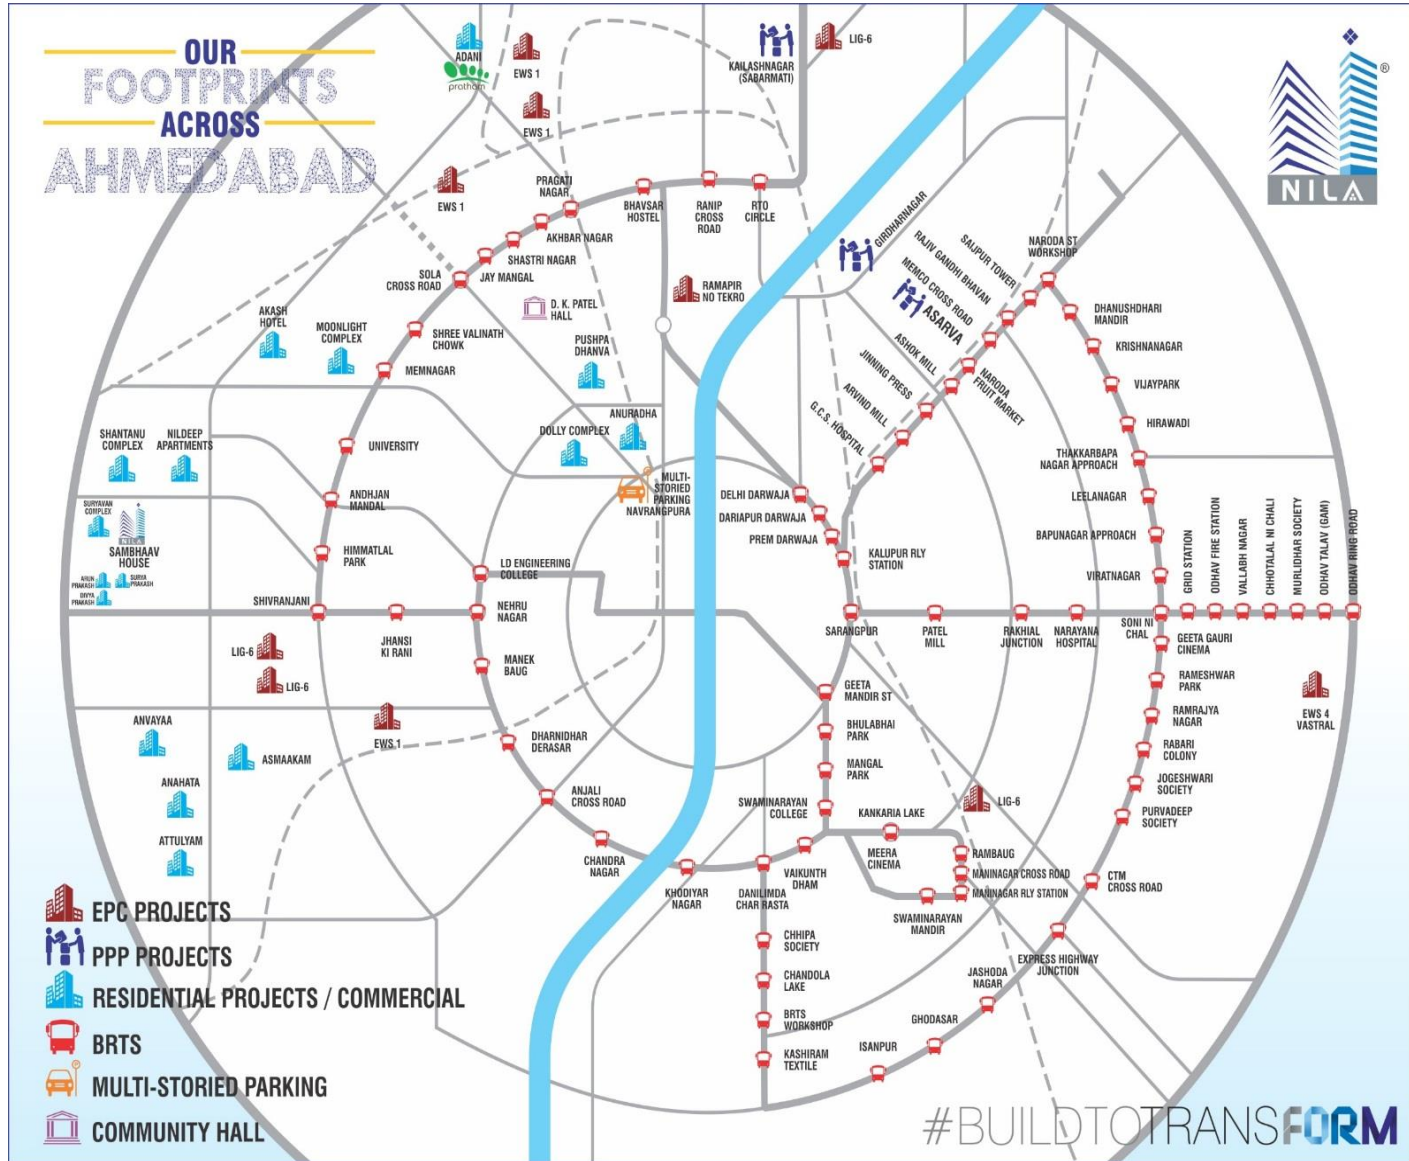 OUR
FOOTPRINTS
ACROSS
AHMEDABAD
ADANI
pratham
EWS 1
EWS 1
EWS 1
KAILASHNAGAR
(SABARMATI)
LIG-6
®
NILA
PRAGATI
NAGAR
BHAVSAR
HOSTEL
RANIP
CROSS
ROAD
RTO
CIRCLE
AKHBAR NAGAR
SHASTRI NAGAR
JAY MANGAL
SOLA
CROSS ROAD
GIRDHARNAGAR
SAIJPUR TOWER
RAJIV GANDHI BHAVAN
MEMCO CROSS ROAD
ASARVA
NARODA ST
WORKSHOP
RAMAPIR
NO TEKRO
D. K. PATEL
HALL
AKASH
HOTEL
MOONLIGHT
COMPLEX
SHREE VALINATH
CHOWK
MEMNAGAR
PUSHPA
DHANVA
DHANUSHDHARI
MANDIR
KRISHNANAGAR
VIJAYPARK
HIRAWADI
ASHOK MILL
JINNING PRESS
ARVIND MILL
G.C.S. HOSPITAL
NARODA
FRUIT MARKET
ANURADHA
DOLLY COMPLEX
SHANTANU
COMPLEX
NILDEEP
APARTMENTS
UNIVERSITY
THAKKARBAPA
NAGAR APPROACH
MULTI-
STORIED
PARKING
NAVRANGPURA
DELHI DARWAJA
DARIAPUR DARWAJA
PREM DARWAJA
ANDHJAN
MANDAL
LEELANAGAR
BAPUNAGAR APPROACH
VIRATNAGAR
SURYAVAN
COMPLEX
NILA
SAMBHAAV
HOUSE
HIMMATLAL
PARK
LD ENGINEERING
COLLEGE
KALUPUR RLY
STATION
ARUN
PRAKASH
SURYA
PRAKASH
DIVYA
PRAKASH
GRID STATION
ODHAV FIRE STATION
VALLABH NAGAR
CHHOTALAL NI CHALI
MURLIDHAR SOCIETY
ODHAV TALAV (GAM)
ODHAV RING ROAD
SHIVRANJANI
JHANSI
KI RANI
NEHRU
NAGAR
SARANGPUR
PATEL
MILL
RAKHIAL
JUNCTION
NARAYANA
HOSPITAL
SONI NI
CHAL
GEETA GAURI
CINEMA
LIG-6
LIG-6
MANEK
BAUG
GEETA
MANDIR ST
RAMESHWAR
PARK
EWS 4
VASTRAL
EWS 1
ANVAYAA
ASMAAKAM
DHARNIDHAR
DERASAR
BHULABHAI
PARK
RAMRAJYA
NAGAR
RABARI
COLONY
MANGAL
PARK
JOGESHWARI
SOCIETY
ANAHATA
ANJALI
CROSS ROAD
SWAMINARAYAN
COLLEGE
KANKARIA LAKE
LIG-6
PURVADEEP
SOCIETY
ATTULYAM
CHANDRA
NAGAR
KHODIYAR
NAGAR
DANILIMDA
CHAR RASTA
VAIKUNTH
DHAM
MEERA
CINEMA
RAMBAUG
MANINAGAR CROSS ROAD
MANINAGAR RLY STATION
SWAMINARAYAN
MANDIR
CTM
CROSS ROAD
CHHIPA
SOCIETY
CHANDOLA
LAKE
BRTS
WORKSHOP
KASHIRAM
TEXTILE
EXPRESS HIGHWAY
JUNCTION
JASHODA
NAGAR
GHODASAR
ISANPUR
EPC PROJECTS
PPP PROJECTS
RESIDENTIAL PROJECTS / COMMERCIAL
BRTS
MULTI-STORIED PARKING
COMMUNITY HALL
#BUILDTOTRANSFORM